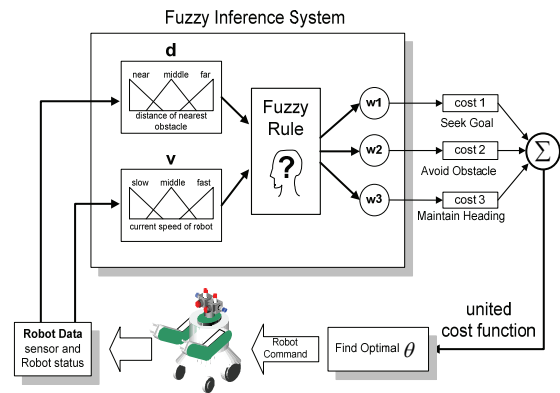 Fuzzy Inference System
d
near middle far
distance of nearest
obstacle
v
slow middle fast
current speed of robot
Fuzzy
Rule
?
w1
w2
w3
cost 1
Seek Goal
cost 2
Avoid Obstacle
cost 3
Maintain Heading
Σ
united
cost function
Find Optimal θ
Robot
Command
Robot Data
sensor and
Robot status